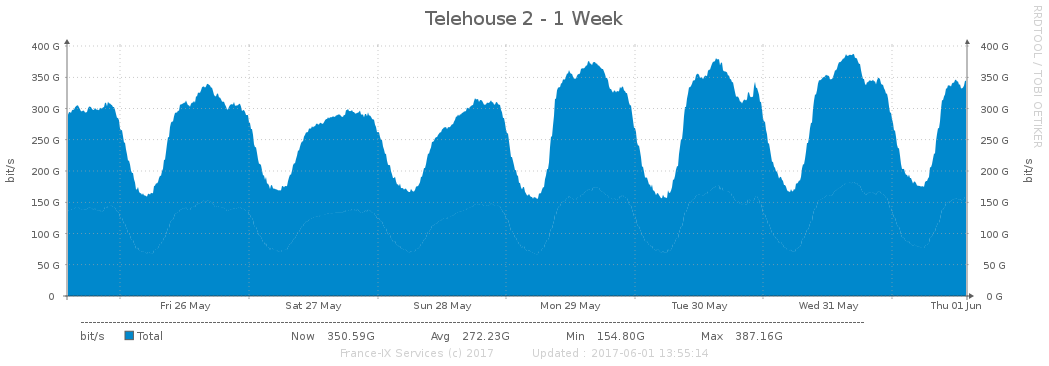 Telehouse 2 - 1 Week
RRDTOOL / TOBI OETIKER
400 G 400 G
350 G 350 G
300 G 300 G
250 G 250 G
200 G 200 G
150 G 150 G
100 G 100 G
50 G 50 G
0 0 G
bit/s bit/s
Fri 26 May Sat 27 May Sun 28 May Mon 29 May Tue 30 May Wed 31 May Thu 01 Jun
bit/s Total Now 350.59G Avg 272.23G Min 154.80G Max 387.16G
France-IX Services (c) 2017 Updated : 2017-06-01 13:55:14